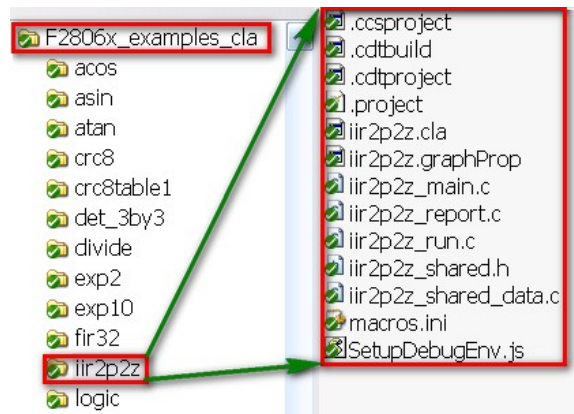 F2806x_examples_cla
acos
asin
atan
crc8
crc8table1
det_3by3
divide
exp2
exp10
fir32
iir2p2z
logic
.ccsproject
.cdtbuild
.cdtproject
.project
iir2p2z.cla
iir2p2z.graphProp
iir2p2z_main.c
iir2p2z_report.c
iir2p2z_run.c
iir2p2z_shared.h
iir2p2z_shared_data.c
macros.ini
SetupDebugEnv.js